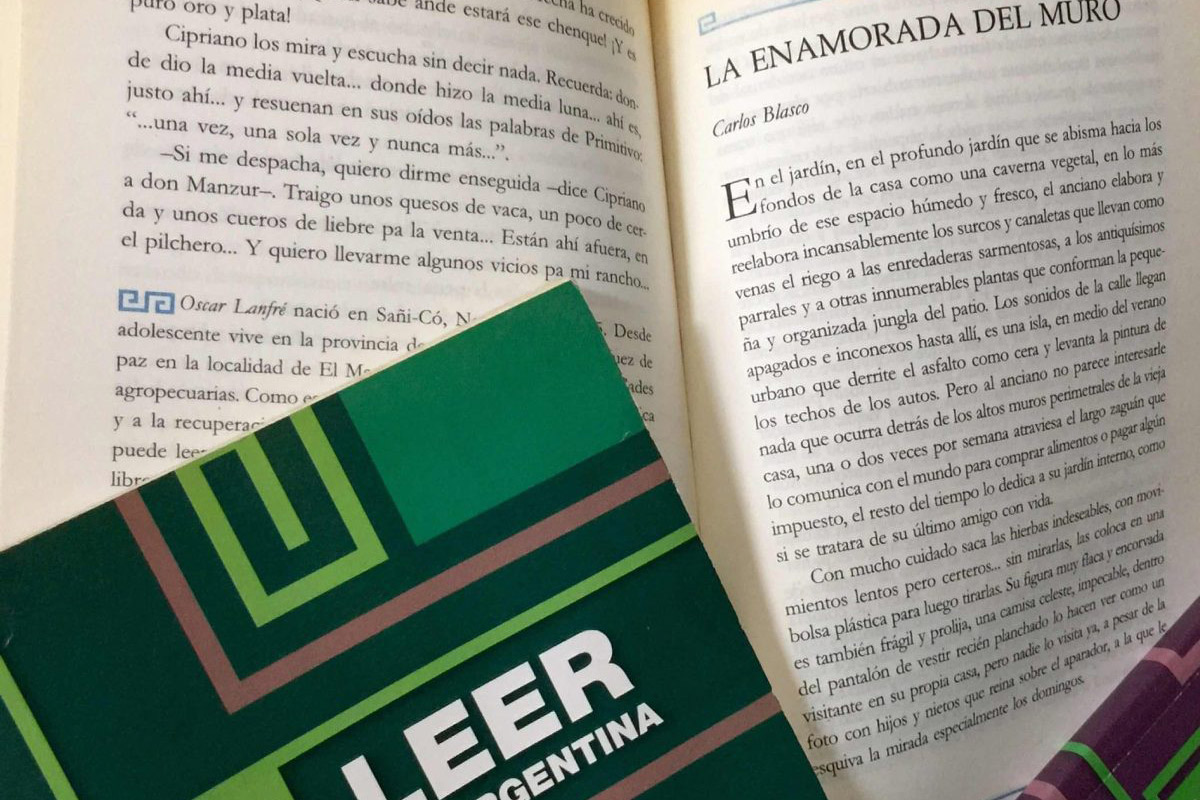 ha crecido
estará ese chenque! ¡Y es
puro oro y plata!
Cipriano los mira y escucha sin decir nada. Recuerda: don-
de dio la media vuelta... donde hizo la media luna... ahí es,
justo ahí... y resuenan en sus oídos las palabras de Primitivo:
“...una vez, una sola vez y nunca más...”.
–Si me despacha, quiero dirme enseguida –dice Cipriano
a don Manzur–. Traigo unos quesos de vaca, un poco de cer-
da y unos cueros de liebre pa la venta... Están ahí afuera, en
el pilchero... Y quiero llevarme algunos vicios pa mi rancho...
Oscar Lanfré nació en Sañi-Có, Desde
adolescente vive en la provincia
paz en la localidad de El
agropecuarias. Como
y a la
puede
LA ENAMORADA DEL MURO
Carlos Blasco
En el jardín, en el profundo jardín que se abisma hacia los
fondos de la casa como una caverna vegetal, en lo más
umbrío de ese espacio húmedo y fresco, el anciano elabora y
reelabora incansablemente los surcos y canaletas que llevan como
venas el riego a las enredaderas sarmentosas, a los antiquísimos
parrales y a otras innumerables plantas que conforman la peque-
ña y organizada jungla del patio. Los sonidos de la calle llegan
apagados e inconexos hasta allí, es una isla, en medio del verano
urbano que derrite el asfalto como cera y levanta la pintura de
los techos de los autos. Pero al anciano no parece interesarle
nada que ocurra detrás de los altos muros perimetrales de la vieja
casa, una o dos veces por semana atraviesa el largo zaguán que
lo comunica con el mundo para comprar alimentos o pagar algún
impuesto, el resto del tiempo lo dedica a su jardín interno, como
si se tratara de su último amigo con vida.
Con mucho cuidado saca las hierbas indeseables, con movi-
mientos lentos pero certeros... sin mirarlas, las coloca en una
bolsa plástica para luego tirarlas. Su figura muy flaca y encorvada
es también frágil y prolija, una camisa celeste, impecable, dentro
del pantalón de vestir recién planchado lo hacen ver como un
visitante en su propia casa, pero nadie lo visita ya, a pesar de la
foto con hijos y nietos que reina sobre el aparador, a la que le
esquiva la mirada especialmente los domingos.
LEER
ARGENTINA